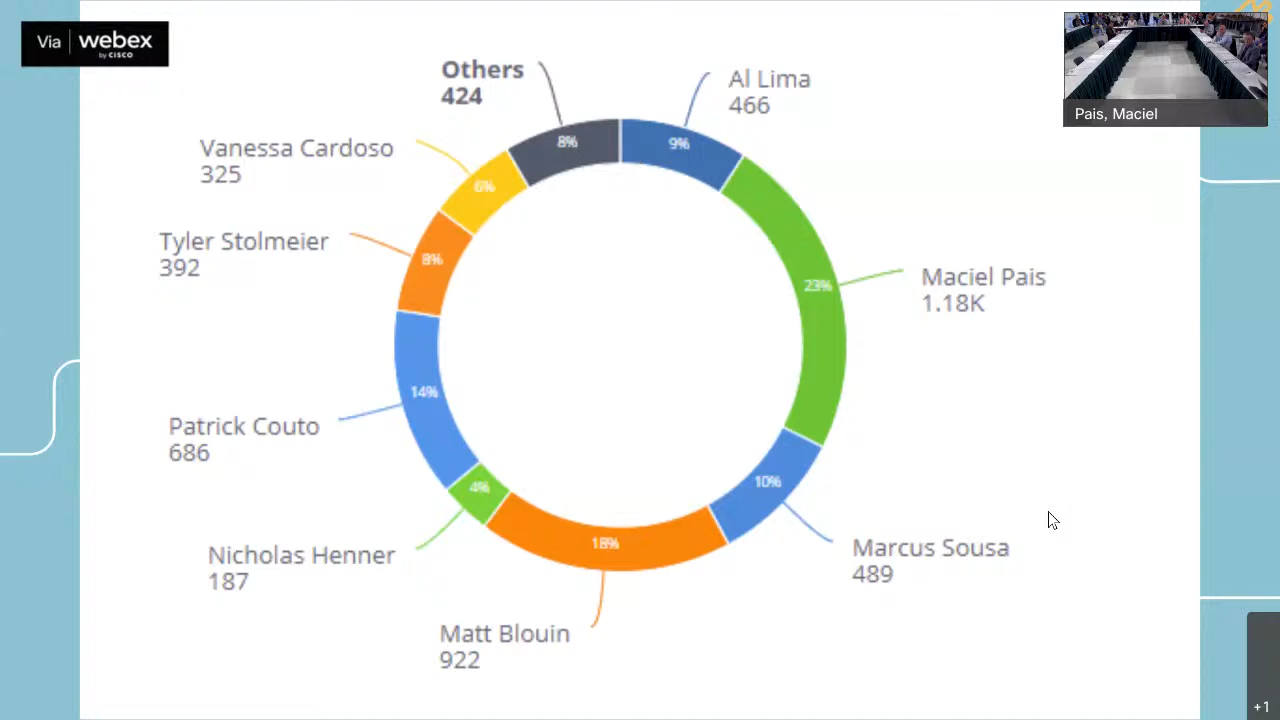 Via webex
by CISCO
Pais, Maciel
Others
424
8%
Al Lima
466
9%
Vanessa Cardoso
325
6%
Tyler Stolmeier
392
8%
Maciel Pais
1.18K
23%
Patrick Couto
686
14%
Marcus Sousa
489
10%
Nicholas Henner
187
4%
Matt Blouin
922
18%
+1